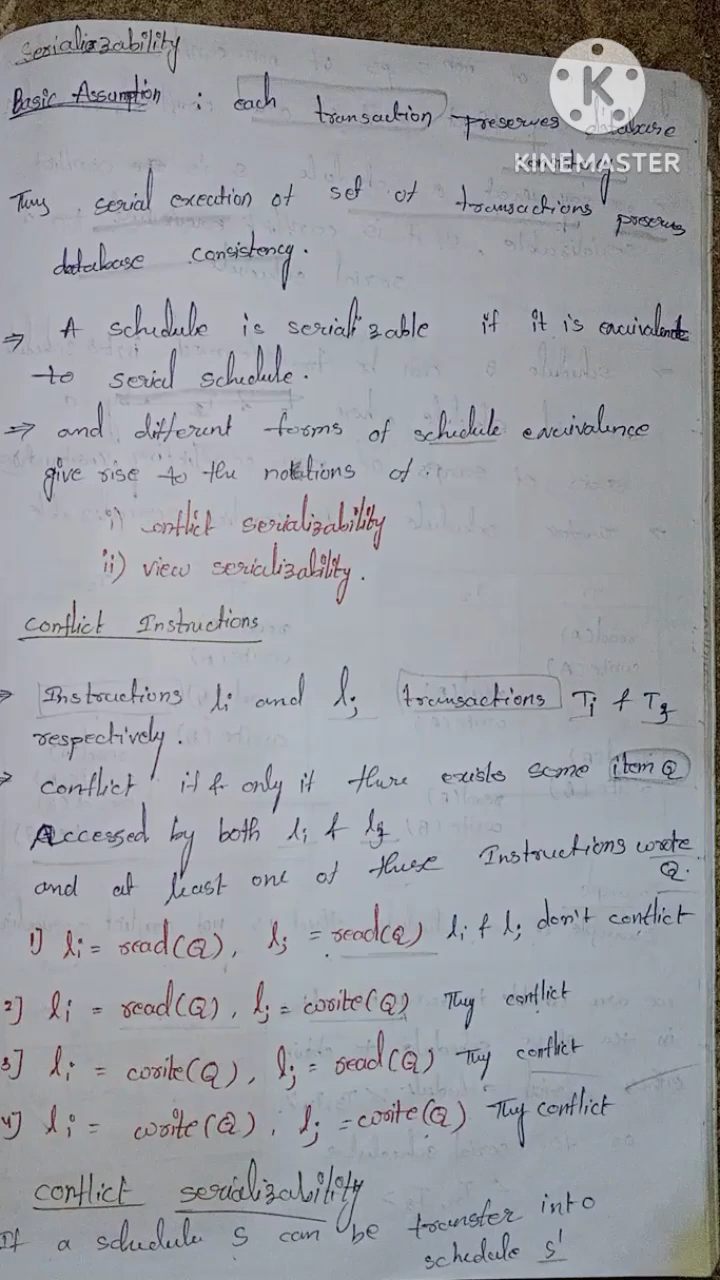 Serializability
Basic Assumption : each transaction preserves database
K
KINEMASTER
Thus serial execution of set of transactions preserves
database consistency.
⇒ A schedule is serializable if it is equivalent
to serial schedule.
⇒ and different forms of schedule equivalence
give rise to the notations of.
i) conflict serializability
ii) view serializability.
Conflict Instructions
Instructions li and lj transactions Ti & Tj
respectively.
conflict if & only if there exists some item Q
Accessed by both li & lj
and at least one of these Instructions wrote
Q.
1) li = read(Q), lj = read(Q) li & lj don't conflict
2] li = read(Q), lj = write(Q) They conflict
3] li = write(Q), lj = read(Q) They conflict
4] li = write(Q), lj = write(Q) They conflict
conflict serializability
If a schedule S can be transfer into
schedule S'